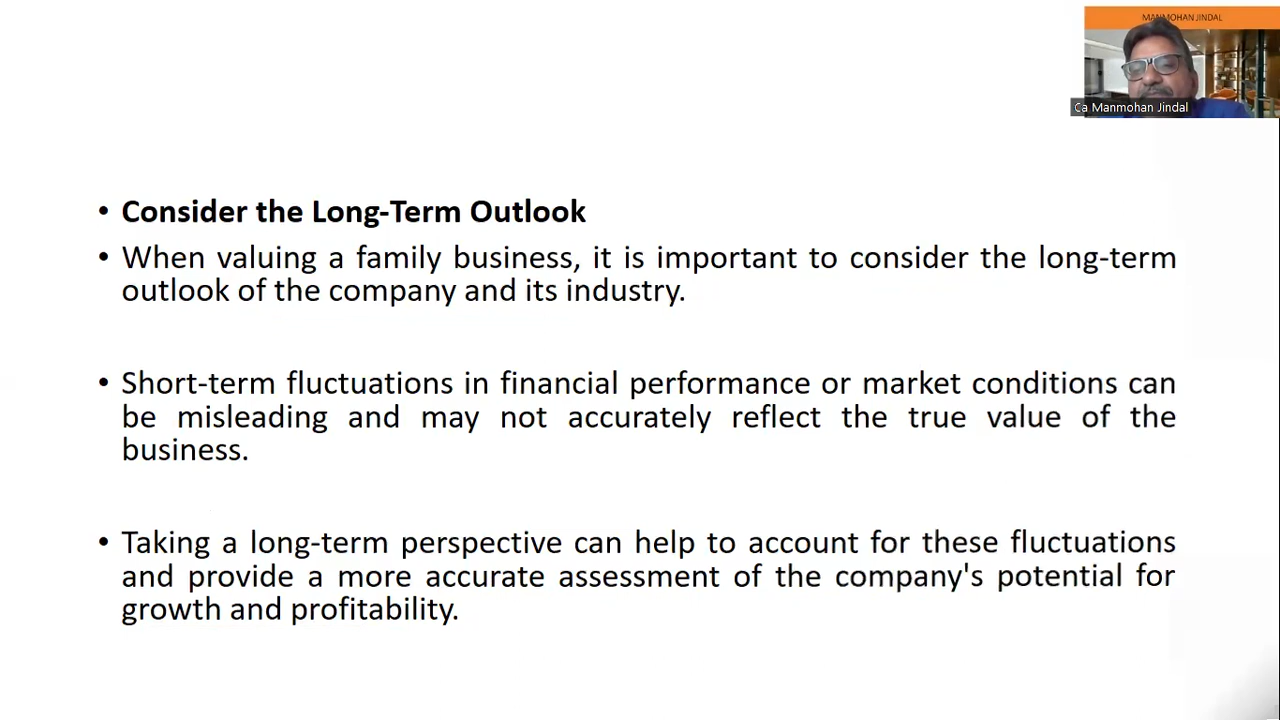 MANMOHAN JINDAL
Ca Manmohan Jindal
• Consider the Long-Term Outlook
• When valuing a family business, it is important to consider the long-term
outlook of the company and its industry.
• Short-term fluctuations in financial performance or market conditions can
be misleading and may not accurately reflect the true value of the
business.
• Taking a long-term perspective can help to account for these fluctuations
and provide a more accurate assessment of the company's potential for
growth and profitability.